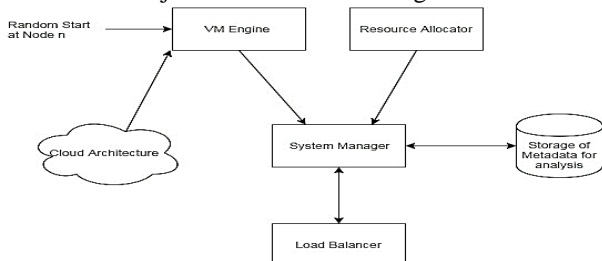 Random Start
at Node n
VM Engine
Resource Allocator
Cloud Architecture
System Manager
Storage of
Metadata for
analysis
Load Balancer